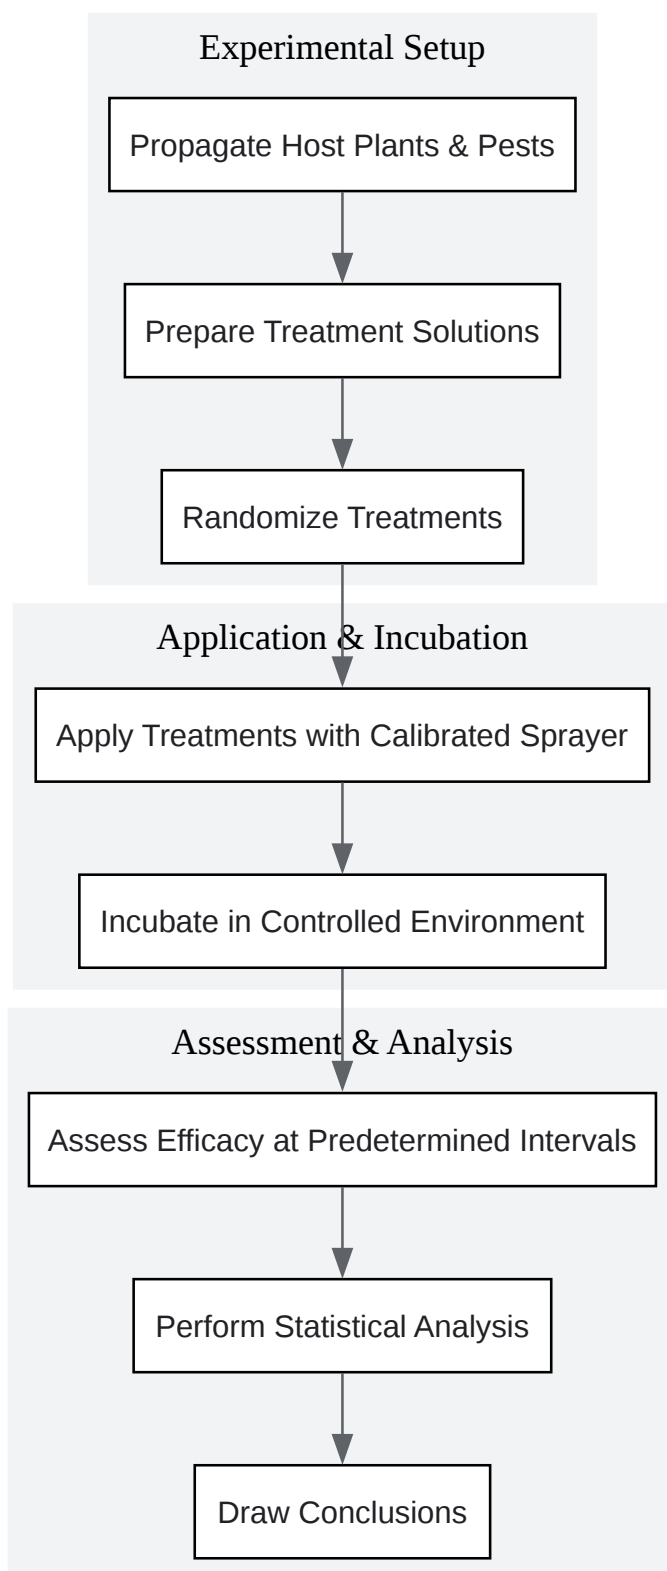 Experimental Setup
Propagate Host Plants & Pests
Prepare Treatment Solutions
Randomize Treatments
Application & Incubation
Apply Treatments with Calibrated Sprayer
Incubate in Controlled Environment
Assessment & Analysis
Assess Efficacy at Predetermined Intervals
Perform Statistical Analysis
Draw Conclusions